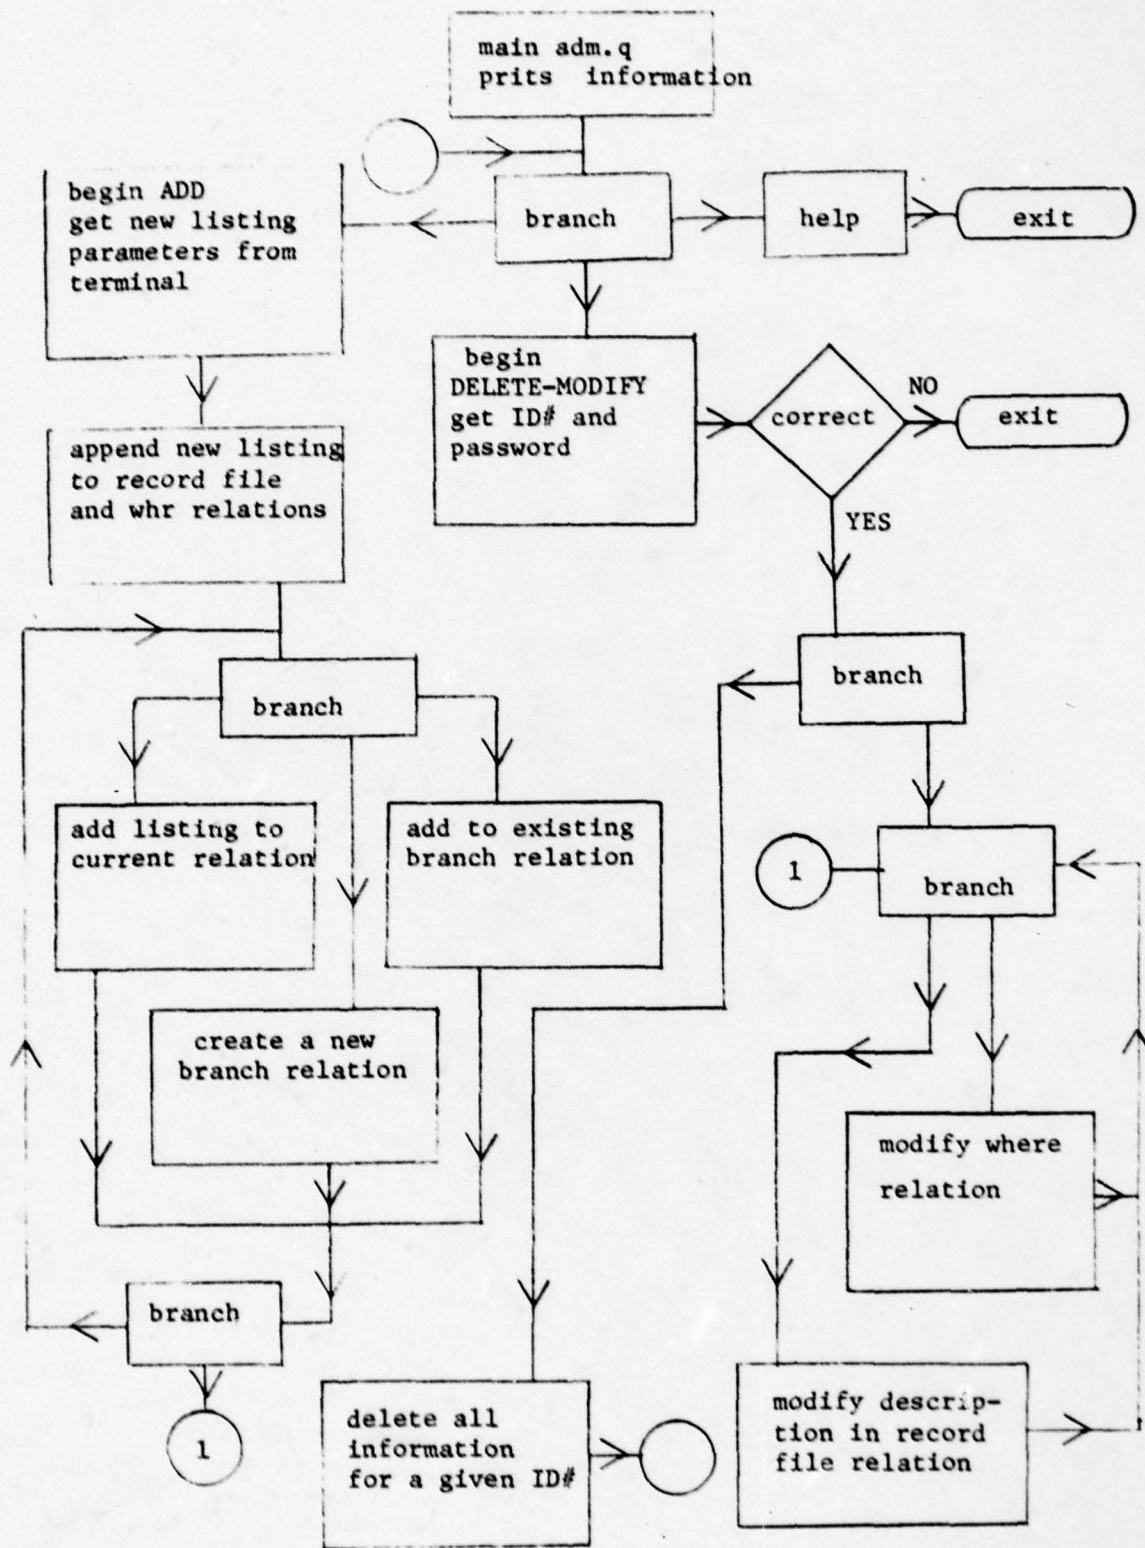 main adm.q
prits information
begin ADD
get new listing
parameters from
terminal
branch
help
exit
begin
DELETE-MODIFY
get ID# and
password
correct
NO
exit
YES
append new listing
to record file
and whr relations
branch
branch
add listing to
current relation
add to existing
branch relation
1
branch
create a new
branch relation
modify where
relation
branch
1
delete all
information
for a given ID#
modify descrip-
tion in record
file relation